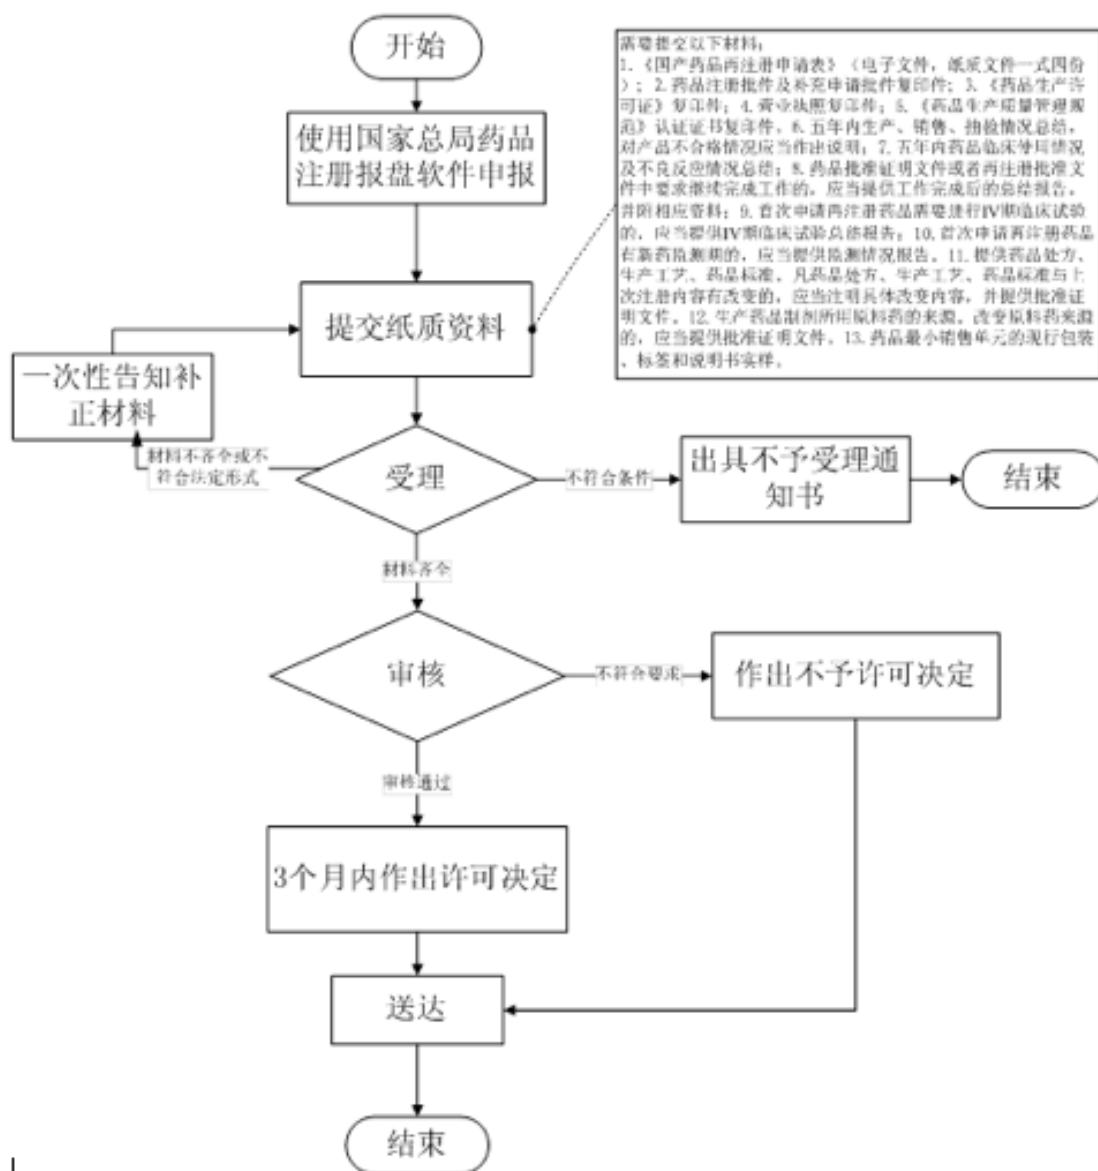 开始
需要提交以下材料：
1.《国产药品再注册申请表》（电子文件，纸质文件一式四份
）；2.药品注册批件及补充申请批件复印件；3.《药品生产许
可证》复印件；4.营业执照复印件；5.《药品生产质量管理规
范》认证证书复印件。6.五年内生产、销售、抽检情况总结，
对产品不合格情况应当作出说明；7.五年内药品临床使用情况
及不良反应情况总结；8.药品批准证明文件或者再注册批准文
件中要求继续完成工作的，应当提供工作完成后的总结报告，
并附相应资料；9.首次申请再注册药品需要进行IV期临床试验
的，应当提供IV期临床试验总结报告；10.首次申请再注册药品
有新药监测期的，应当提供监测情况报告。11.提供药品处方、
生产工艺、药品标准。凡药品处方、生产工艺、药品标准与上
次注册内容有改变的，应当注明具体改变内容，并提供批准证
明文件。12.生产药品制剂所用原料药的来源。改变原料药来源
的，应当提供批准证明文件。13.药品最小销售单元的现行包装
、标签和说明书实样。
使用国家总局药品
注册报盘软件申报
提交纸质资料
一次性告知补
正材料
材料不齐全或不
符合法定形式
受理
不符合条件
出具不予受理通
知书
结束
材料齐全
审核
不符合要求
作出不予许可决定
审核通过
3个月内作出许可决定
送达
结束